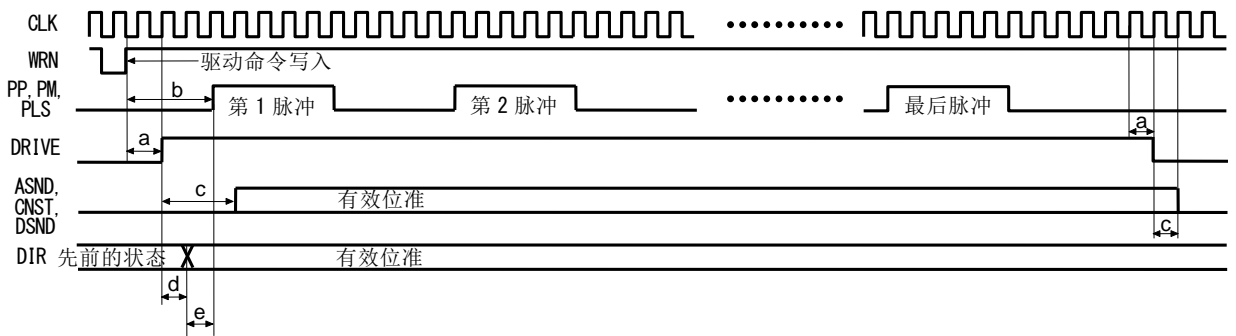 CLK
WRN
驱动命令写入
PP, PM,
PLS
b
第 1 脉冲
第 2 脉冲
最后脉冲
DRIVE
a
a
ASND,
CNST,
DSND
c
有效位准
c
DIR
先前的状态
有效位准
d
e